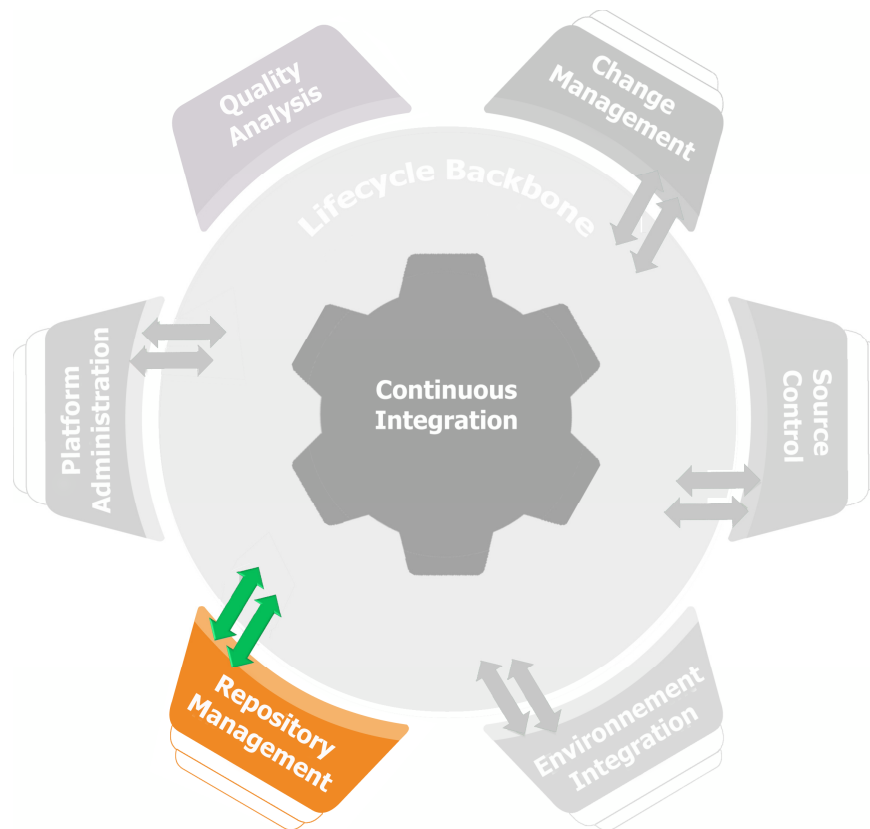 Quality
Analysis
Change
Management
Lifecycle Backbone
Platform
Administration
Continuous
Integration
Source
Control
Repository
Management
Environnement
Integration